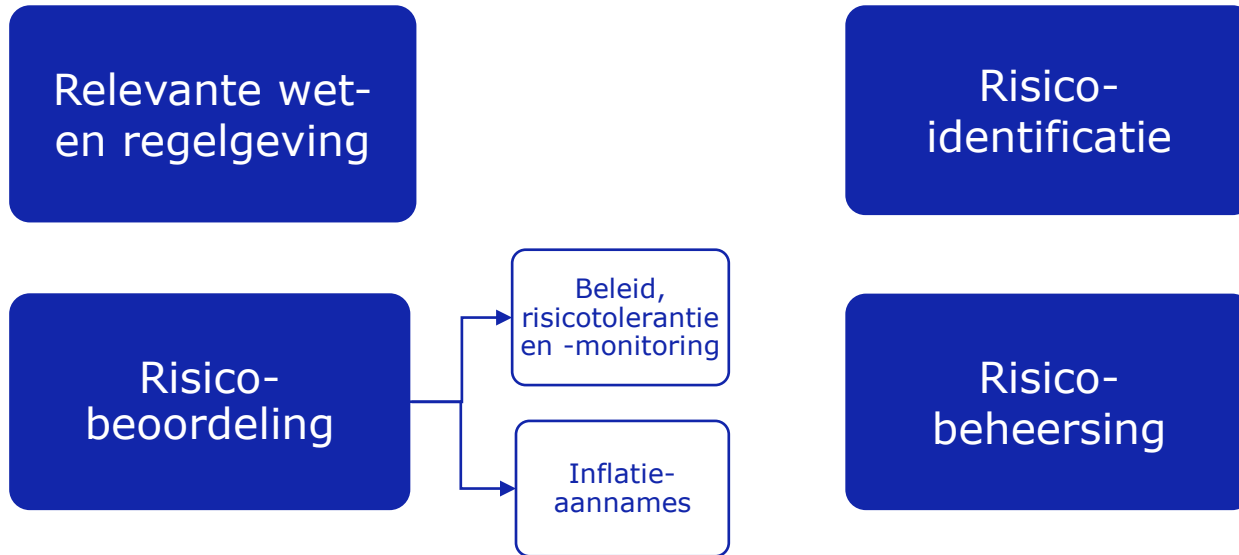 Relevante wet-
en regelgeving
Risico-
identificatie
Risico-
beoordeling
Beleid,
risicotolerantie
en -monitoring
Inflatie-
aannames
Risico-
beheersing